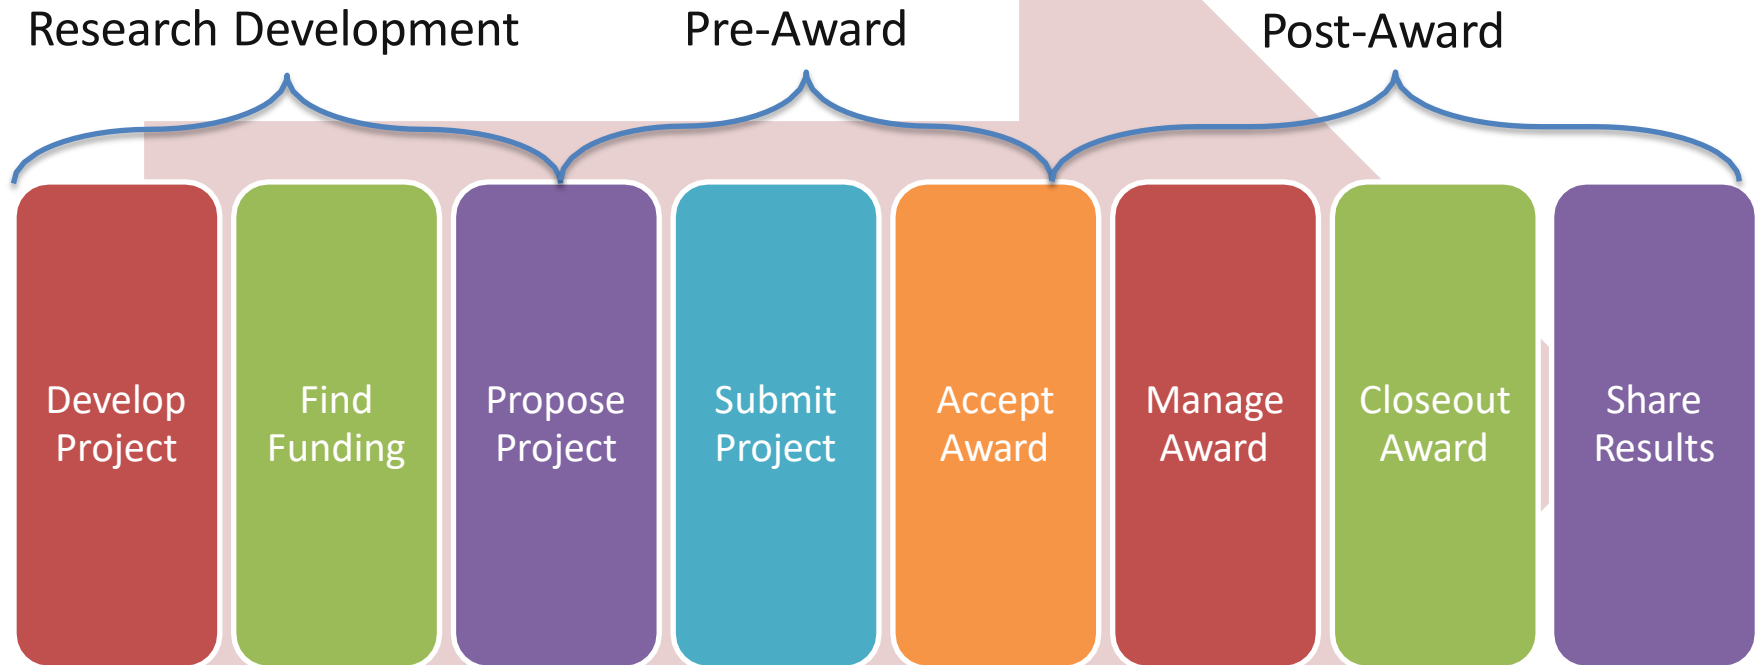 Research Development
Pre-Award
Post-Award
Develop
Project
Find
Funding
Propose
Project
Submit
Project
Accept
Award
Manage
Award
Closeout
Award
Share
Results